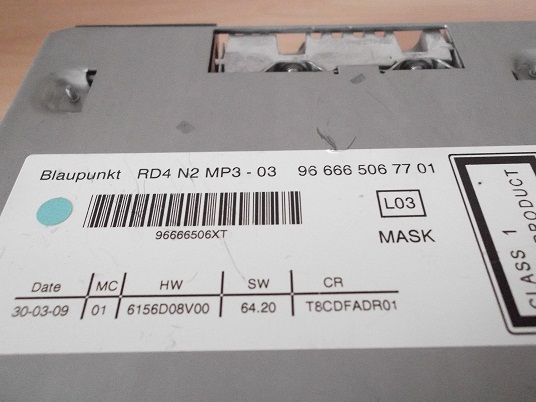 Blaupunkt RD4 N2 MP3 - 03 96 666 506 77 01
L03
96666506XT
MASK
Date MC HW SW CR
30-03-09 01 6156D08V00 64.20 T8CDFADR01
CLASS 1
PRODUCT